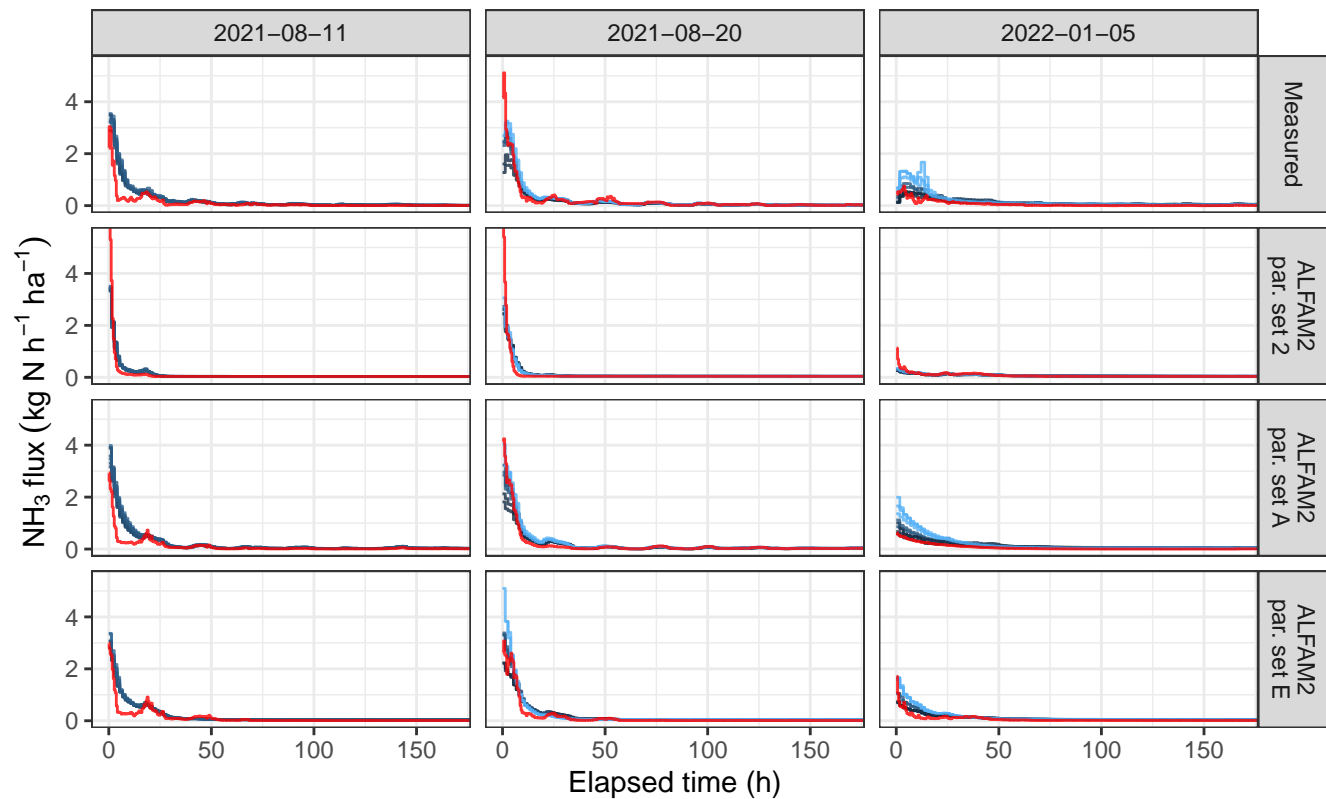 2021−08−11 2021−08−20 2022−01−05
NH₃ flux (kg N h⁻¹ ha⁻¹)
4
2
0
Measured
4
2
0
ALFAM2
par. set 2
4
2
0
ALFAM2
par. set A
4
2
0
ALFAM2
par. set E
0 50 100 150 0 50 100 150 0 50 100 150
Elapsed time (h)